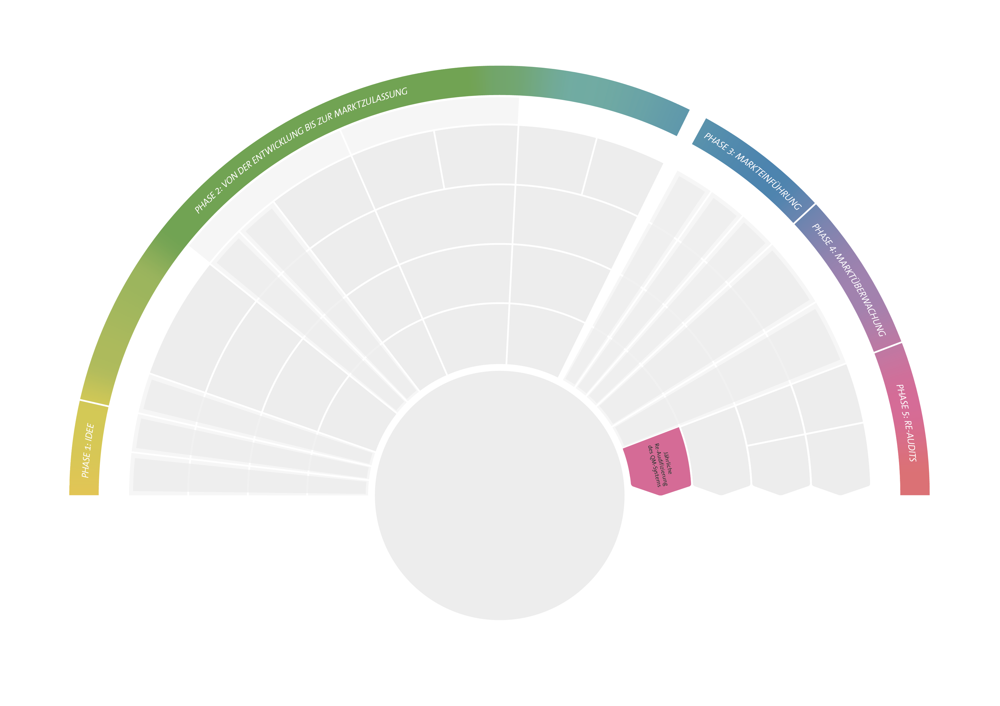 PHASE 1: IDEE
PHASE 2: VON DER ENTWICKLUNG BIS ZUR MARKTZULASSUNG
PHASE 3: MARKTEINFÜHRUNG
PHASE 4: MARKTÜBERWACHUNG
PHASE 5: RE-AUDITS
Jährliche
Re-Audifizierung
des QM-Systems